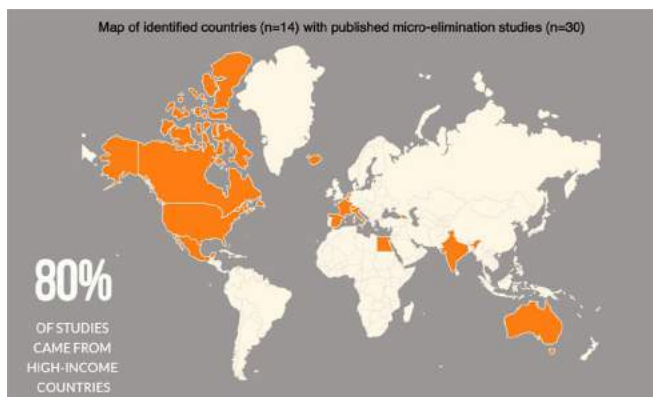 Map of identified countries (n=14) with published micro-elimination studies (n=30)
80%
OF STUDIES
CAME FROM
HIGH-INCOME
COUNTRIES